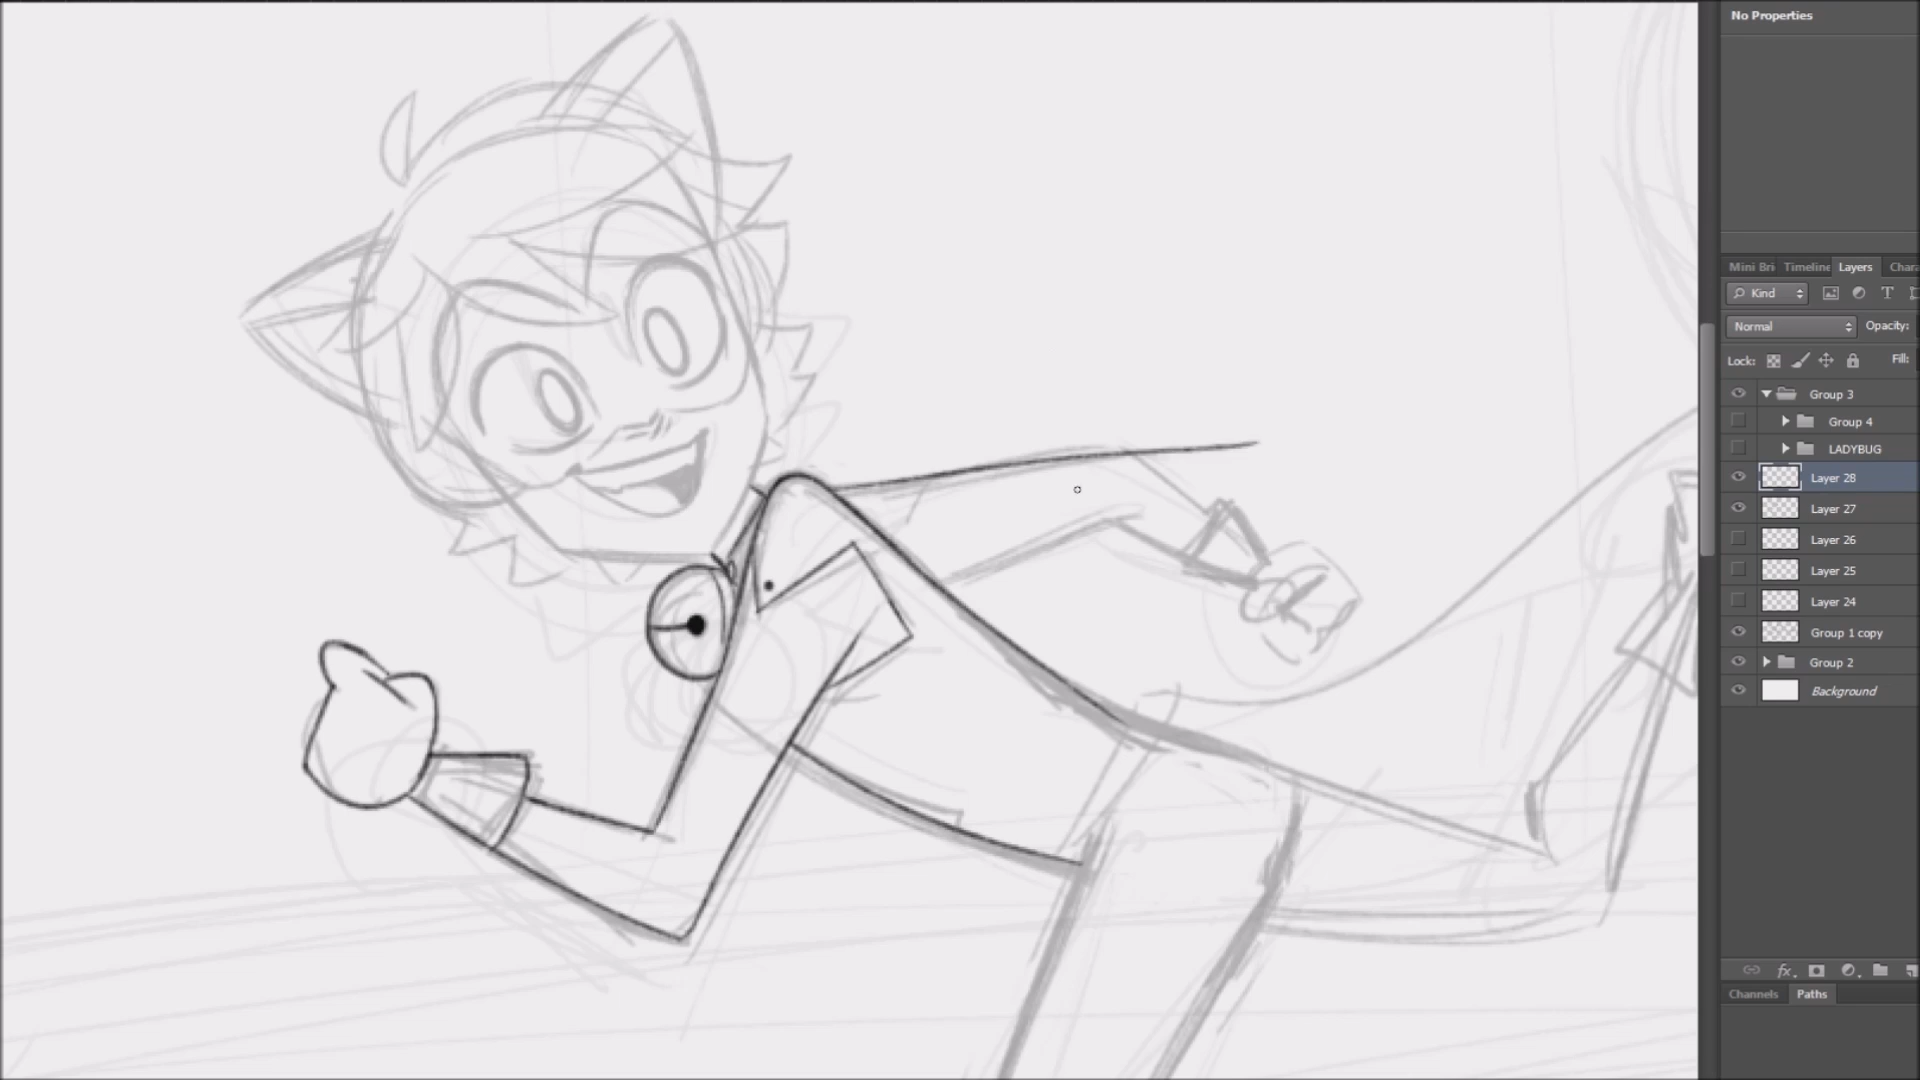 No Properties
Mini Bri Timeline Layers Chara
Kind T
Normal Opacity:
Lock: Fill:
Group 3
Group 4
LADYBUG
Layer 28
Layer 27
Layer 26
Layer 25
Layer 24
Group 1 copy
Group 2
Background
fx.
Channels Paths